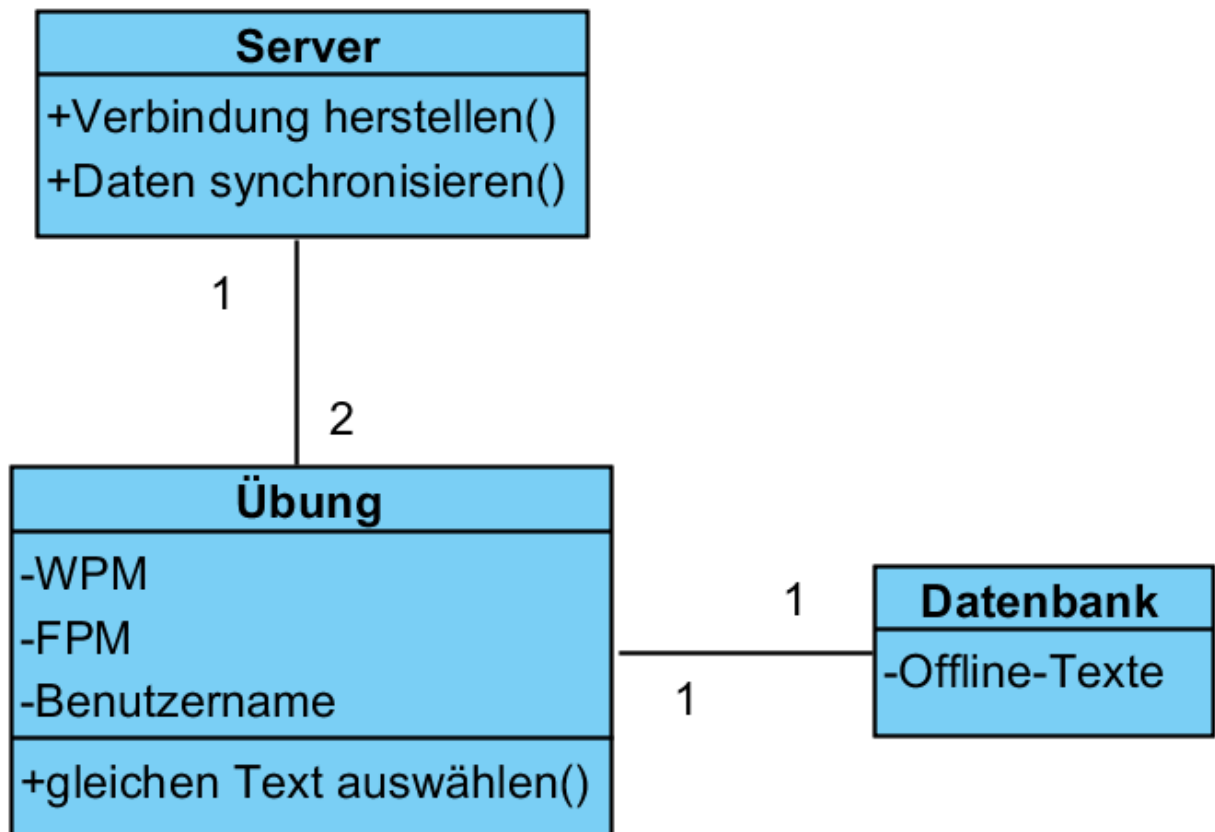 Server
+Verbindung herstellen()
+Daten synchronisieren()
1
2
Übung
-WPM
-FPM
-Benutzername
+gleichen Text auswählen()
1
1
Datenbank
-Offline-Texte